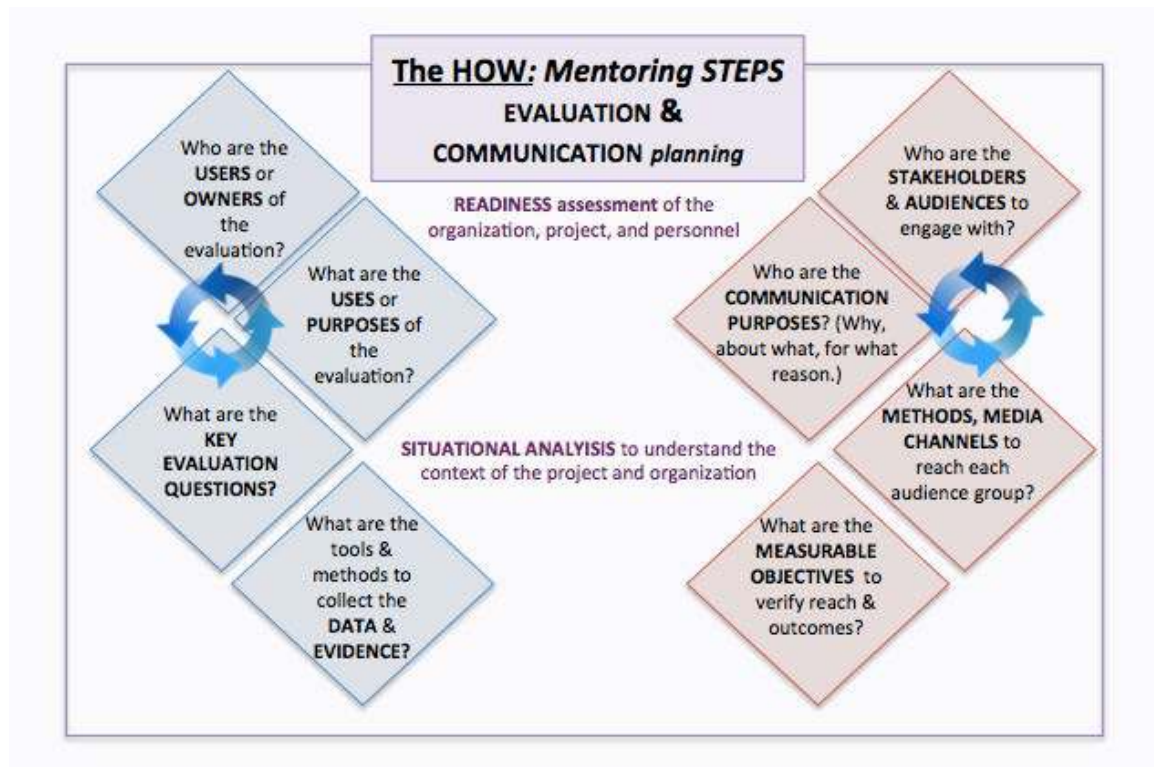 The HOW: Mentoring STEPS
EVALUATION &
COMMUNICATION planning
Who are the
USERS or
OWNERS of
the
evaluation?
What are the
USES or
PURPOSES of
the
evaluation?
What are the
KEY
EVALUATION
QUESTIONS?
What are the
tools &
methods to
collect the
DATA &
EVIDENCE?
READINESS assessment of the
organization, project, and personnel
SITUATIONAL ANALYISIS to understand the
context of the project and organization
Who are the
STAKEHOLDERS
& AUDIENCES to
engage with?
Who are the
COMMUNICATION
PURPOSES? (Why,
about what, for what
reason.)
What are the
METHODS, MEDIA
CHANNELS to
reach each
audience group?
What are the
MEASURABLE
OBJECTIVES to
verify reach &
outcomes?